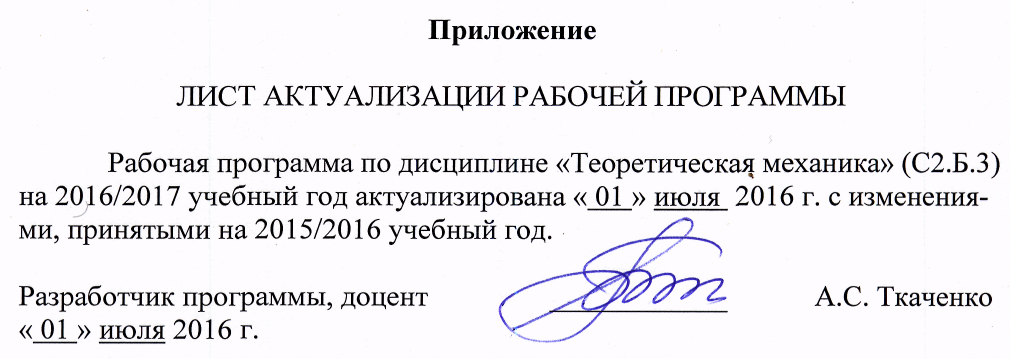 Приложение
ЛИСТ АКТУАЛИЗАЦИИ РАБОЧЕЙ ПРОГРАММЫ
Рабочая программа по дисциплине «Теоретическая механика» (С2.Б.3)
на 2016/2017 учебный год актуализирована « 01 » июля 2016 г. с изменения-
ми, принятыми на 2015/2016 учебный год.
Разработчик программы, доцент А.С. Ткаченко
« 01 » июля 2016 г.